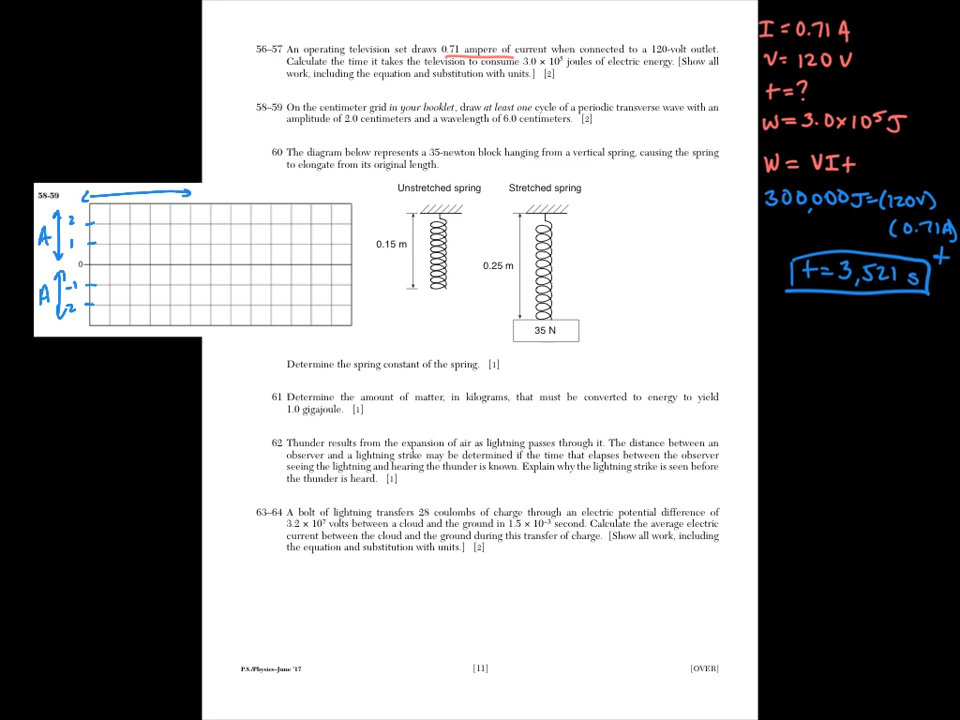 56–57 An operating television set draws 0.71 ampere of current when connected to a 120-volt outlet.
Calculate the time it takes the television to consume 3.0 × 10⁵ joules of electric energy. [Show all
work, including the equation and substitution with units.] [2]
58–59 On the centimeter grid in your booklet, draw at least one cycle of a periodic transverse wave with an
amplitude of 2.0 centimeters and a wavelength of 6.0 centimeters. [2]
60 The diagram below represents a 35-newton block hanging from a vertical spring, causing the spring
to elongate from its original length.
Unstretched spring
Stretched spring
0.15 m
0.25 m
35 N
58-59
A
2
1
0
A
-1
-2
Determine the spring constant of the spring. [1]
61 Determine the amount of matter, in kilograms, that must be converted to energy to yield
1.0 gigajoule. [1]
62 Thunder results from the expansion of air as lightning passes through it. The distance between an
observer and a lightning strike may be determined if the time that elapses between the observer
seeing the lightning and hearing the thunder is known. Explain why the lightning strike is seen before
the thunder is heard. [1]
63–64 A bolt of lightning transfers 28 coulombs of charge through an electric potential difference of
3.2 × 10⁷ volts between a cloud and the ground in 1.5 × 10⁻³ second. Calculate the average electric
current between the cloud and the ground during this transfer of charge. [Show all work, including
the equation and substitution with units.] [2]
P.S./Physics–June '17
[11]
[OVER]
I = 0.71 A
V = 120 V
t = ?
W = 3.0 × 10⁵ J
W = VIt
300,000 J = (120V)
(0.71A)
t
t = 3,521 s